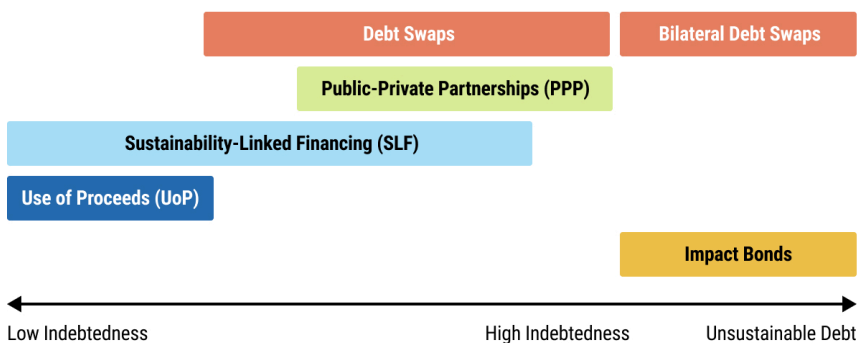 Debt Swaps
Bilateral Debt Swaps
Public-Private Partnerships (PPP)
Sustainability-Linked Financing (SLF)
Use of Proceeds (UoP)
Impact Bonds
Low Indebtedness
High Indebtedness
Unsustainable Debt